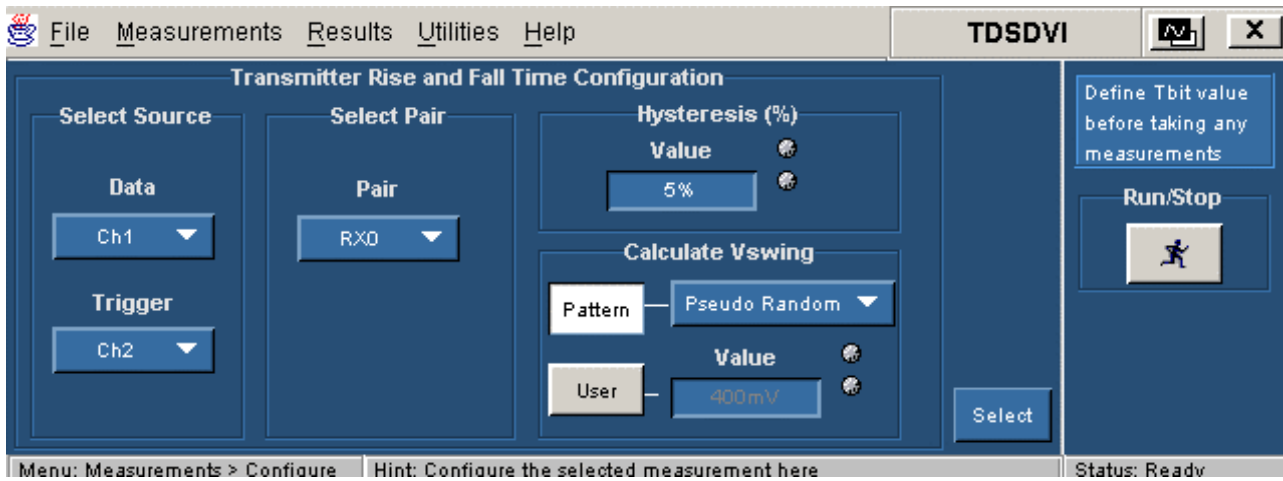 File Measurements Results Utilities Help TDSDVI X
Transmitter Rise and Fall Time Configuration
Select Source
Data
Ch1
Trigger
Ch2
Select Pair
Pair
RX0
Hysteresis (%)
Value
5%
Calculate Vswing
Pattern
Pseudo Random
User
Value
400mV
Select
Define Tbit value
before taking any
measurements
Run/Stop
Menu: Measurements > Configure
Hint: Configure the selected measurement here
Status: Ready